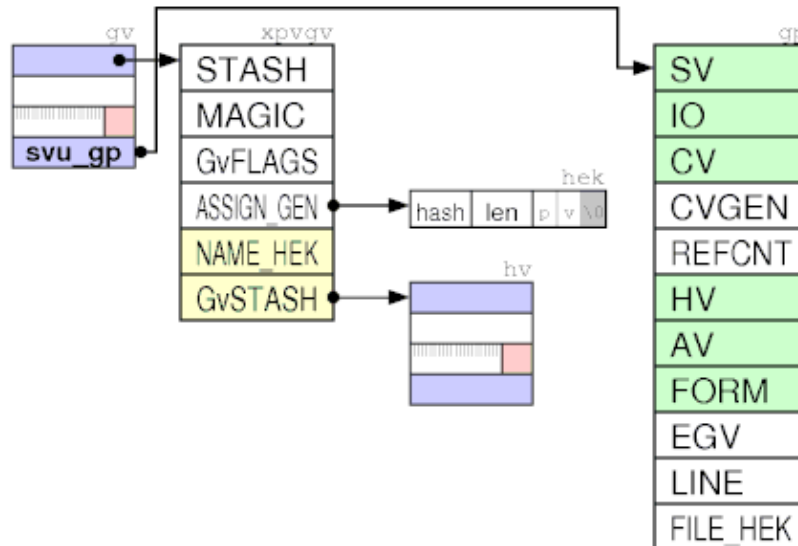 gv
xpvgv
gp
STASH
MAGIC
GvFLAGS
ASSIGN_GEN
NAME_HEK
GvSTASH
svu_gp
hek
hash len p v \0
hv
SV
IO
CV
CVGEN
REFCNT
HV
AV
FORM
EGV
LINE
FILE_HEK